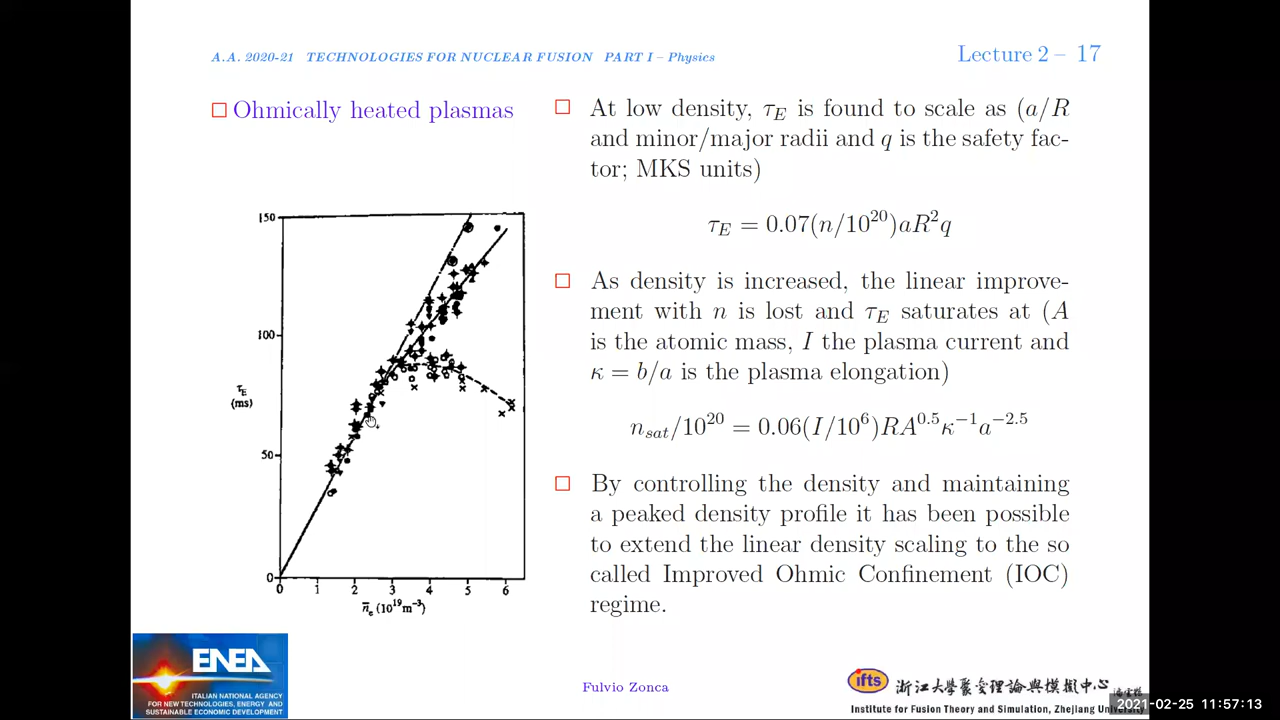 A.A. 2020-21 TECHNOLOGIES FOR NUCLEAR FUSION PART I – Physics
Lecture 2 – 17
□ Ohmically heated plasmas
150
100
50
0
τE
(ms)
0 1 2 3 4 5 6
n̄e (10^19 m^−3)
□ At low density, τE is found to scale as (a/R
and minor/major radii and q is the safety fac-
tor; MKS units)
τE = 0.07(n/10^20)aR^2q
□ As density is increased, the linear improve-
ment with n is lost and τE saturates at (A
is the atomic mass, I the plasma current and
κ = b/a is the plasma elongation)
nsat/10^20 = 0.06(I/10^6)RA^0.5κ^−1a^−2.5
□ By controlling the density and maintaining
a peaked density profile it has been possible
to extend the linear density scaling to the so
called Improved Ohmic Confinement (IOC)
regime.
ENEA
ITALIAN NATIONAL AGENCY
FOR NEW TECHNOLOGIES, ENERGY AND
SUSTAINABLE ECONOMIC DEVELOPMENT
Fulvio Zonca
ifts
浙江大學聚變理論與模擬中心
Institute for Fusion Theory and Simulation, Zhejiang
2021-02-25 11:57:13